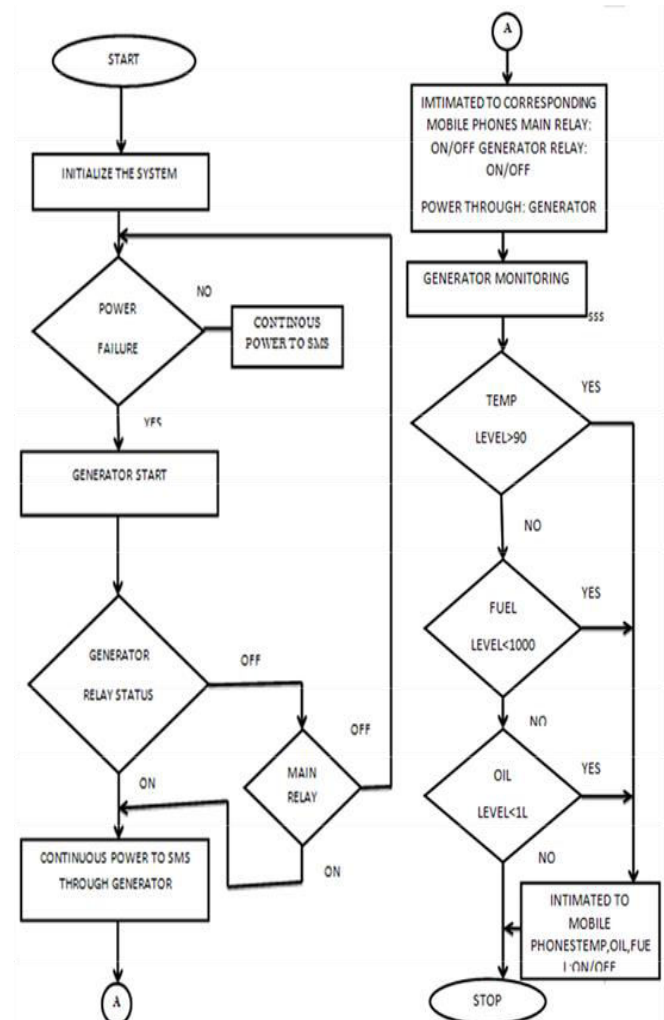 START
INITIALIZE THE SYSTEM
POWER
FAILURE
NO
CONTINOUS
POWER TO SMS
YES
GENERATOR START
GENERATOR
RELAY STATUS
OFF
OFF
MAIN
RELAY
ON
ON
CONTINUOUS POWER TO SMS
THROUGH GENERATOR
A
A
IMTIMATED TO CORRESPONDING
MOBILE PHONES MAIN RELAY:
ON/OFF GENERATOR RELAY:
ON/OFF
POWER THROUGH: GENERATOR
GENERATOR MONITORING
sss
TEMP
LEVEL>90
YES
NO
FUEL
LEVEL<1000
YES
NO
OIL
LEVEL<1L
YES
NO
INTIMATED TO
MOBILE
PHONESTEMP,OIL,FUE
L:ON/OFF
STOP